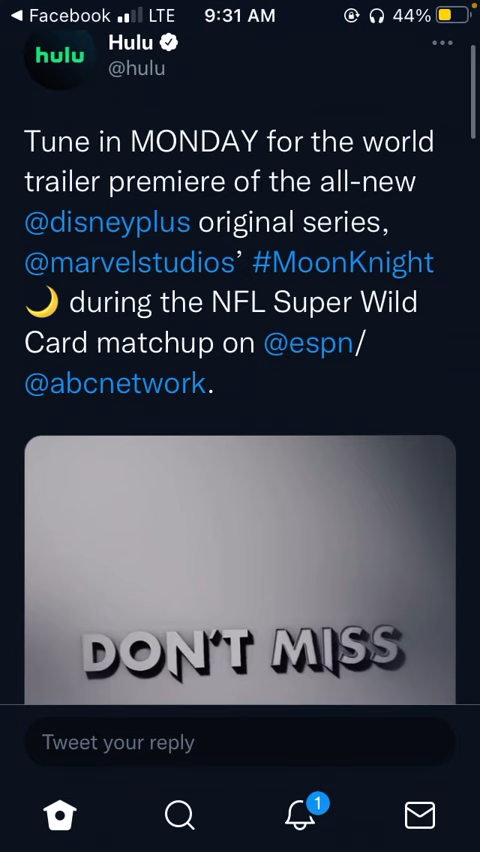 Facebook LTE 9:31 AM 44%
hulu
Hulu
@hulu
Tune in MONDAY for the world
trailer premiere of the all-new
@disneyplus original series,
@marvelstudios’ #MoonKnight
🌙 during the NFL Super Wild
Card matchup on @espn/
@abcnetwork.
DON'T MISS
Tweet your reply
1